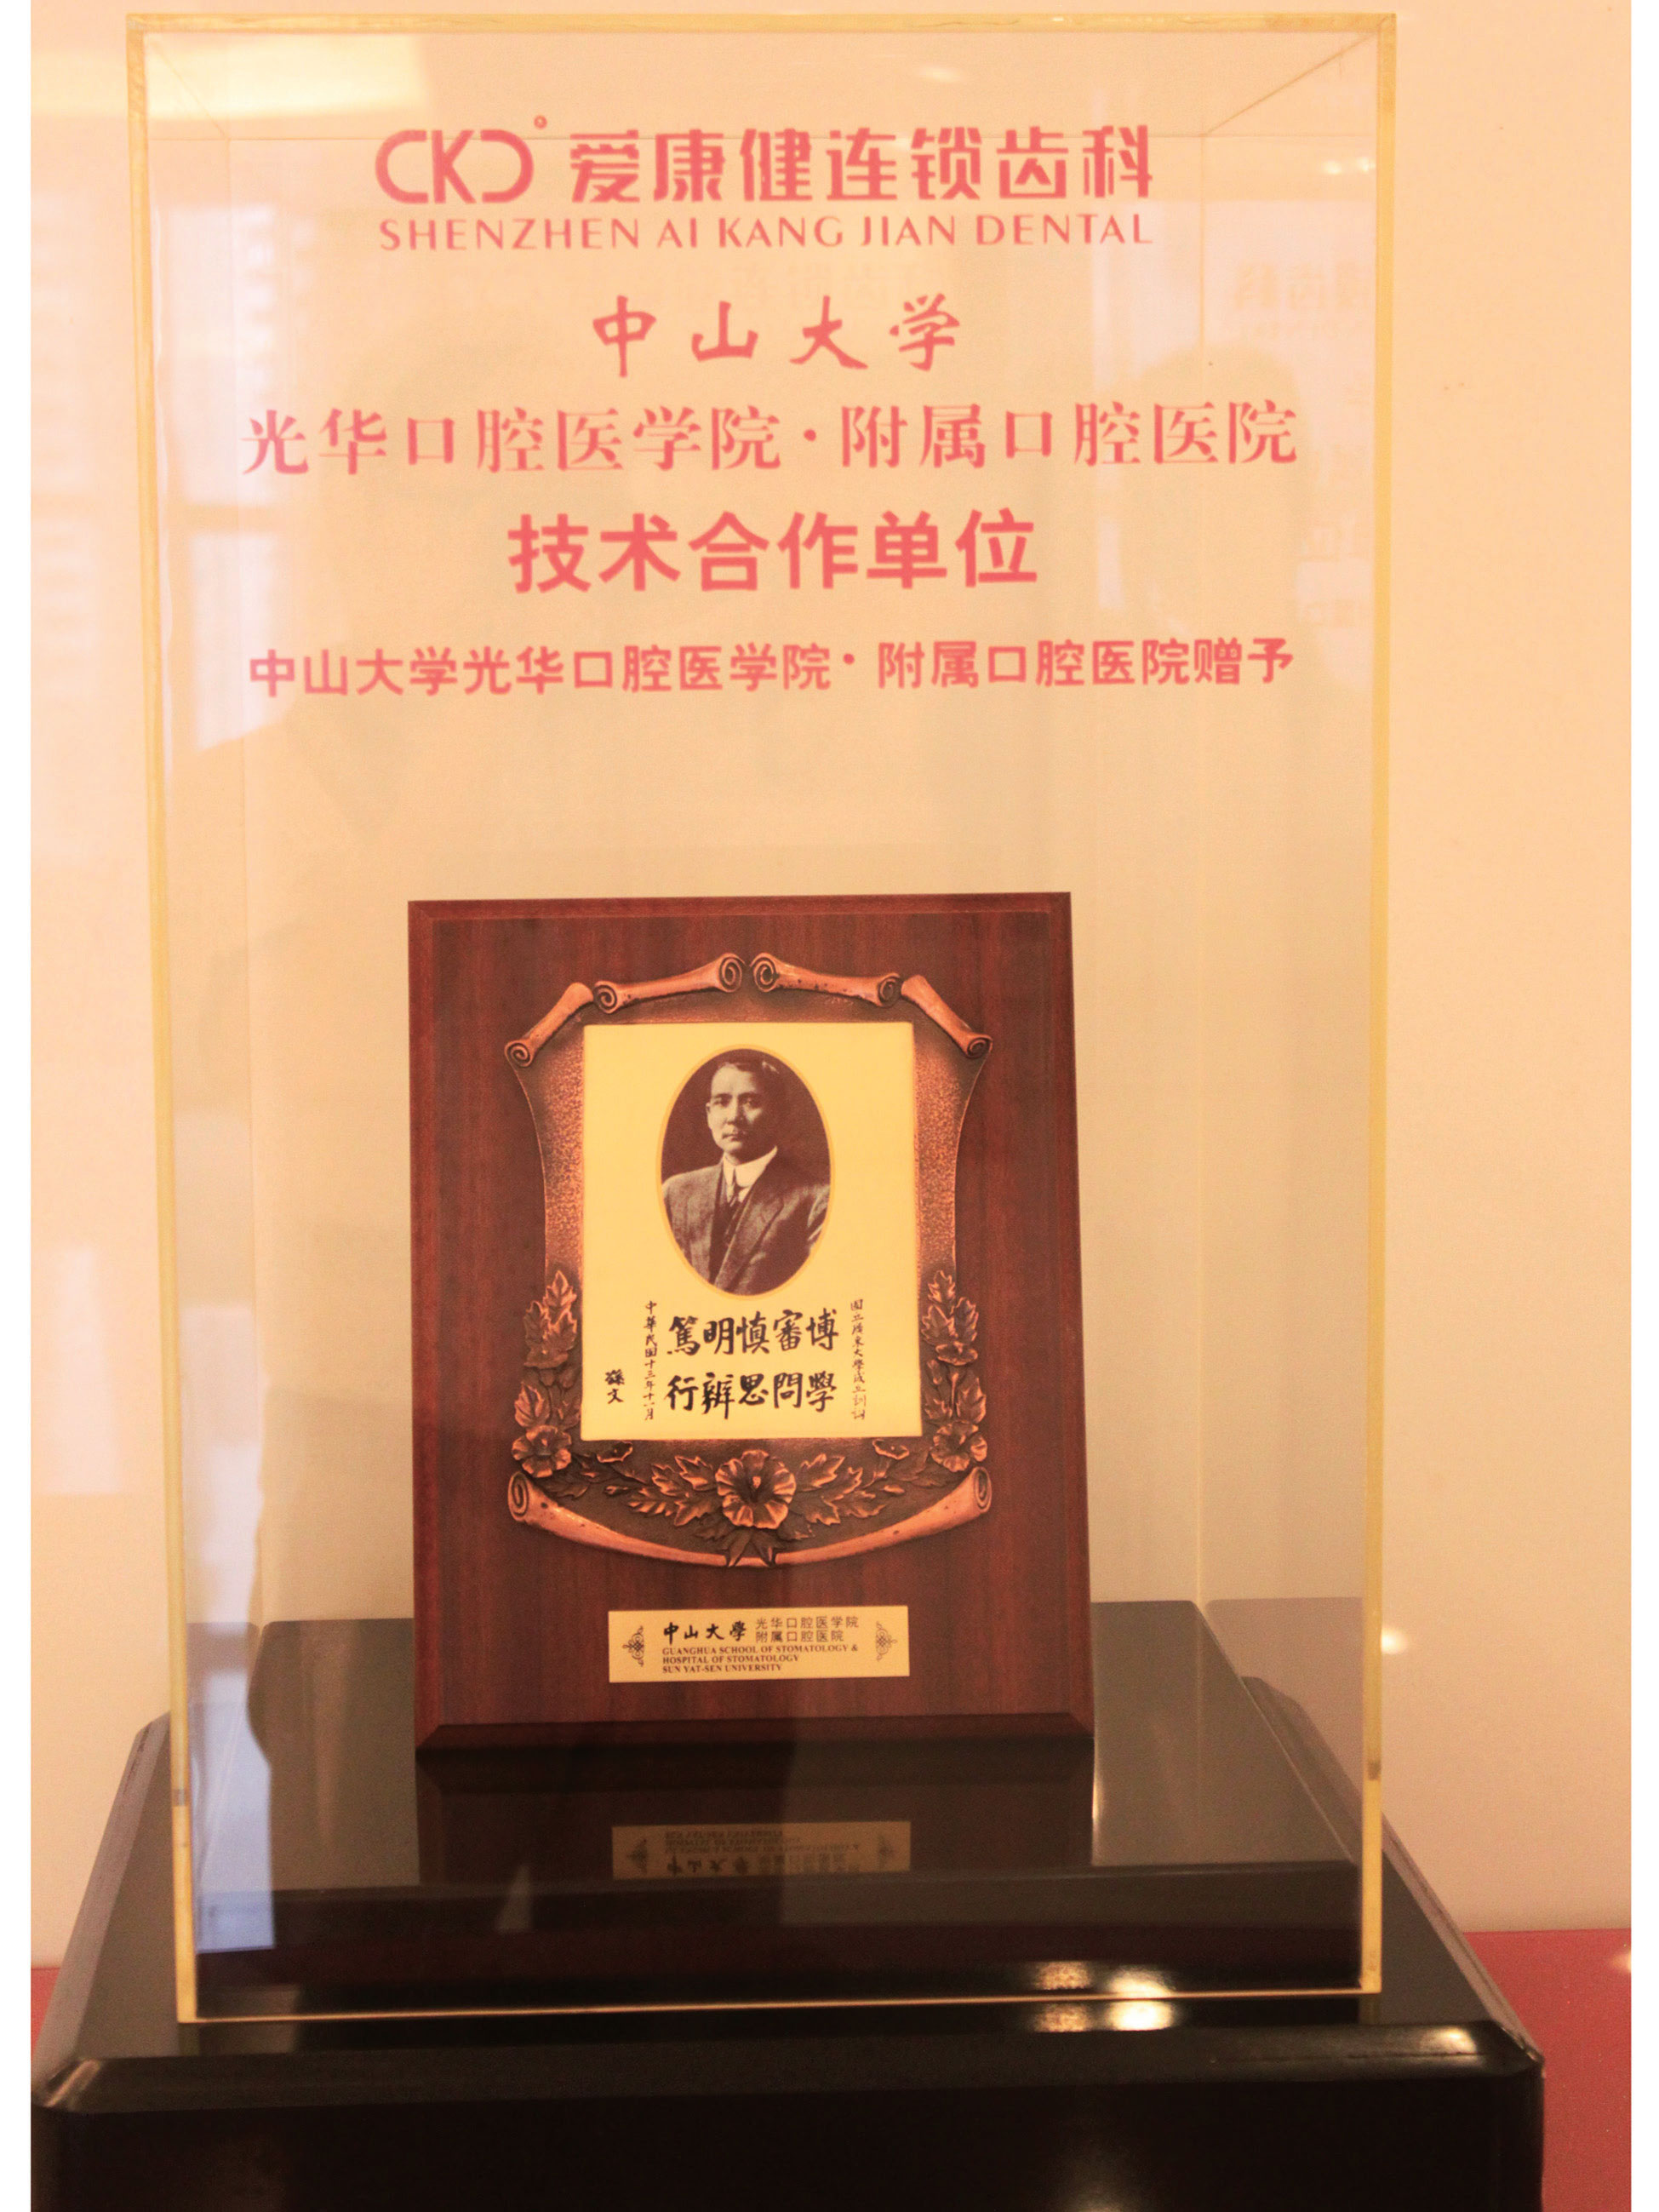 CKD® 爱康健连锁齿科
SHENZHEN AI KANG JIAN DENTAL
中山大学
光华口腔医学院·附属口腔医院
技术合作单位
中山大学光华口腔医学院·附属口腔医院赠予
國立廣東大學成立訓詞
博學
審問
慎思
明辨
篤行
中華民国十三年十一月
孫文
中山大學 光华口腔医学院
附属口腔医院
GUANGHUA SCHOOL OF STOMATOLOGY &
HOSPITAL OF STOMATOLOGY
SUN YAT-SEN UNIVERSITY